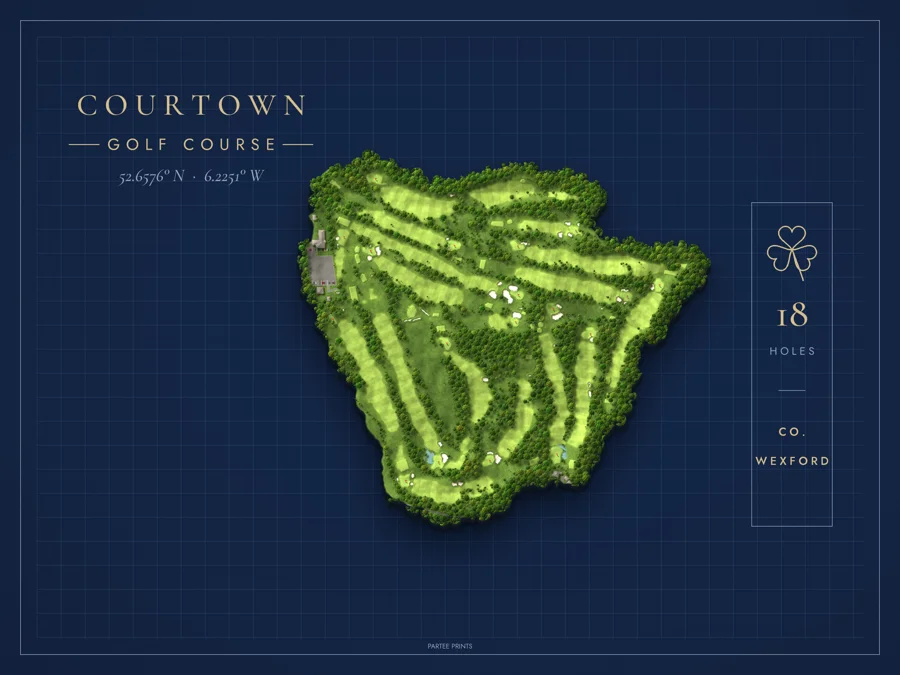 COURTOWN
GOLF COURSE
52.6576° N · 6.2251° W
18
HOLES
CO.
WEXFORD
PARTEE PRINTS